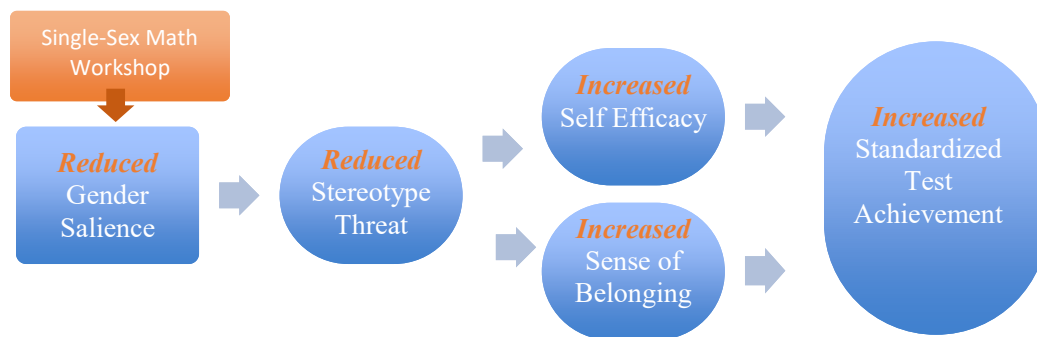 Single-Sex Math
Workshop
Reduced
Gender
Salience
Reduced
Stereotype
Threat
Increased
Self Efficacy
Increased
Sense of
Belonging
Increased
Standardized
Test
Achievement